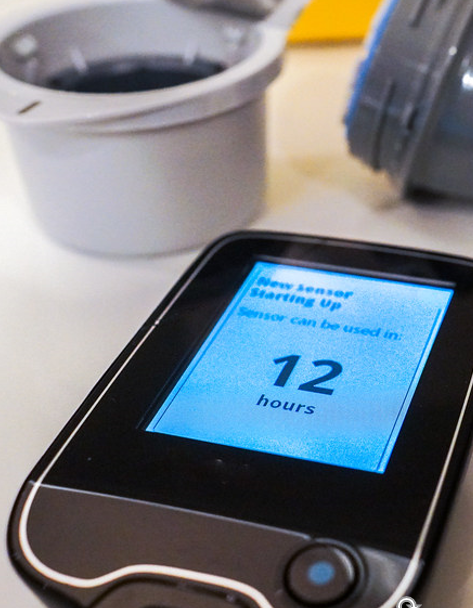 New Sensor
Starting Up
Sensor can be used in:
12
hours